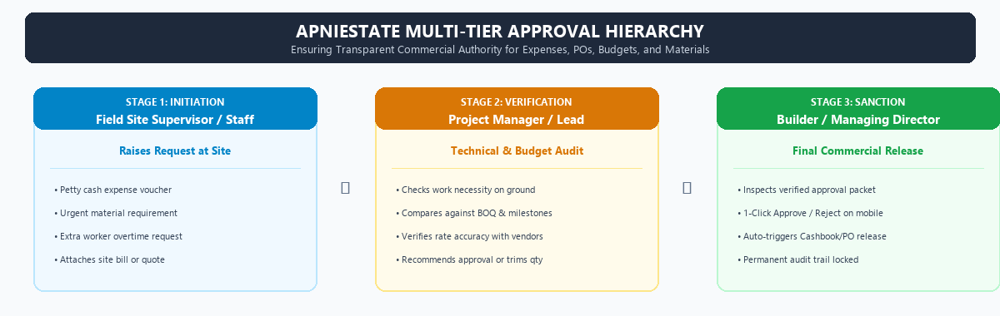 APNIESTATE MULTI-TIER APPROVAL HIERARCHY
Ensuring Transparent Commercial Authority for Expenses, POs, Budgets, and Materials
STAGE 1: INITIATION
Field Site Supervisor / Staff
Raises Request at Site
• Petty cash expense voucher
• Urgent material requirement
• Extra worker overtime request
• Attaches site bill or quote
STAGE 2: VERIFICATION
Project Manager / Lead
Technical & Budget Audit
• Checks work necessity on ground
• Compares against BOQ & milestones
• Verifies rate accuracy with vendors
• Recommends approval or trims qty
STAGE 3: SANCTION
Builder / Managing Director
Final Commercial Release
• Inspects verified approval packet
• 1-Click Approve / Reject on mobile
• Auto-triggers Cashbook/PO release
• Permanent audit trail locked